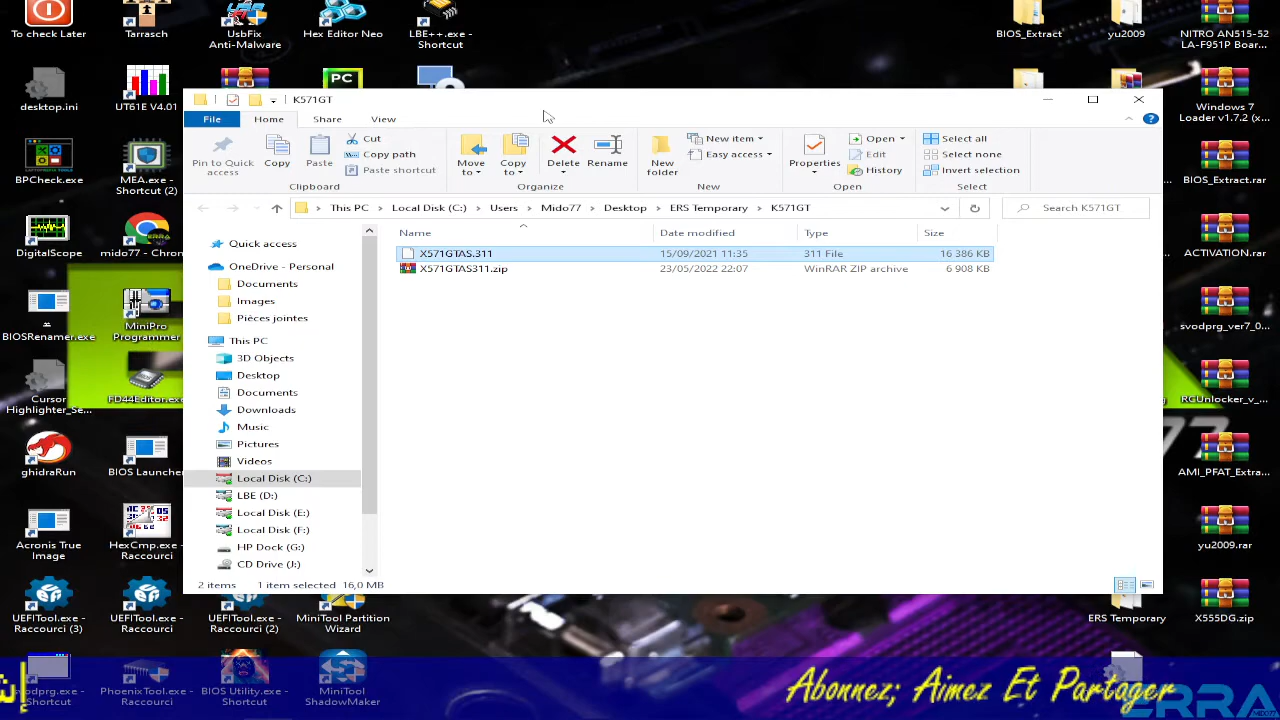 To check Later
Tarrasch
UsbFix
Anti-Malware
Hex Editor Neo
LBE++.exe -
Shortcut
BIOS_Extract
yu2009
NITRO AN515-52
LA-F951P Boar...
desktop.ini
UT61E V4.01
PC
Windows 7
Loader v1.7.2 (x...
BPCheck.exe
MEA.exe -
Shortcut (2)
BIOS_Extract.rar
DigitalScope
mido77 - Chrom
ACTIVATION.rar
BIOSRenamer.exe
MiniPro
Programmer
svodprg_ver7_0...
Cursor
Highlighter_Se...
FD44Editor.exe
RGUnlocker_v_...
ghidraRun
BIOS Launcher
AMI_PFAT_Extra...
Acronis True
Image
HexCmp.exe -
Raccourci
yu2009.rar
UEFITool.exe -
Raccourci (3)
UEFITool.exe -
Raccourci
UEFITool.exe -
Raccourci (2)
MiniTool Partition
Wizard
ERS Temporary
X555DG.zip
svodprg.exe -
Shortcut
PhoenixTool.exe -
Raccourci
BIOS Utility.exe -
Shortcut
MiniTool
ShadowMaker
K571GT
File
Home
Share
View
Pin to Quick
access
Copy
Paste
Cut
Copy path
Paste shortcut
Clipboard
Move
to
Copy
to
Delete
Rename
Organize
New
folder
New item
Easy access
New
Properties
Open
Edit
History
Open
Select all
Select none
Invert selection
Select
This PC
Local Disk (C:)
Users
Mido77
Desktop
ERS Temporary
K571GT
Search K571GT
Name
Date modified
Type
Size
X571GTAS.311
15/09/2021 11:35
311 File
16 386 KB
X571GTAS311.zip
23/05/2022 22:07
WinRAR ZIP archive
6 908 KB
Quick access
OneDrive - Personal
Documents
Images
Pièces jointes
This PC
3D Objects
Desktop
Documents
Downloads
Music
Pictures
Videos
Local Disk (C:)
LBE (D:)
Local Disk (E:)
Local Disk (F:)
HP Dock (G:)
CD Drive (J:)
2 items
1 item selected 16,0 MB
Abonnez, Aimez Et Partager
ERRA